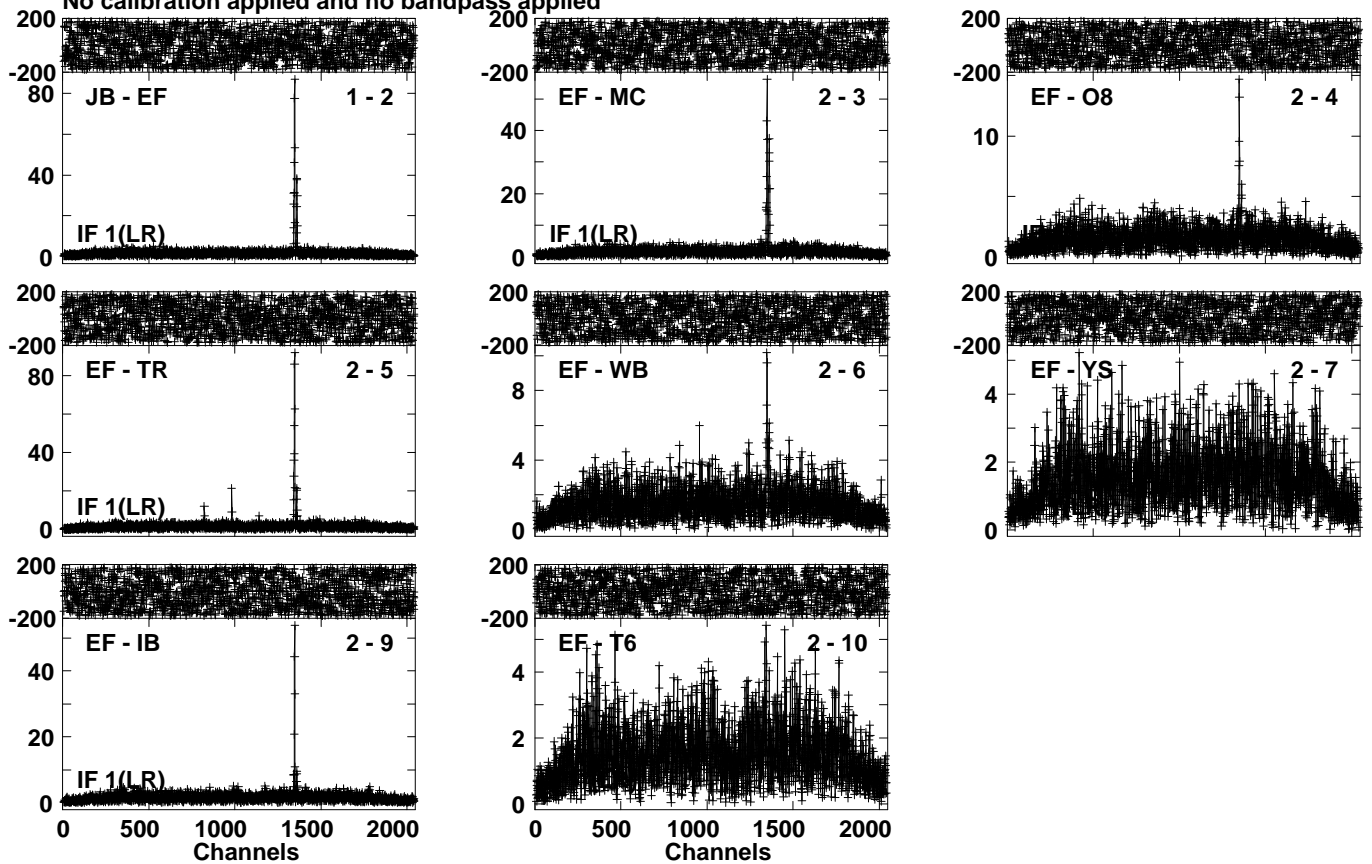 No calibration applied and no bandpass applied
200
-200
JB - EF 1 - 2
80
40
0
IF 1(LR)
200
-200
EF - MC 2 - 3
40
20
0
IF 1(LR)
200
-200
EF - O8 2 - 4
10
0
200
-200
EF - TR 2 - 5
80
40
0
IF 1(LR)
200
-200
EF - WB 2 - 6
8
4
0
200
-200
EF - YS 2 - 7
4
2
0
200
-200
EF - IB 2 - 9
40
20
0
IF 1(LR)
0 500 1000 1500 2000
Channels
200
-200
EF - T6 2 - 10
4
2
0
0 500 1000 1500 2000
Channels